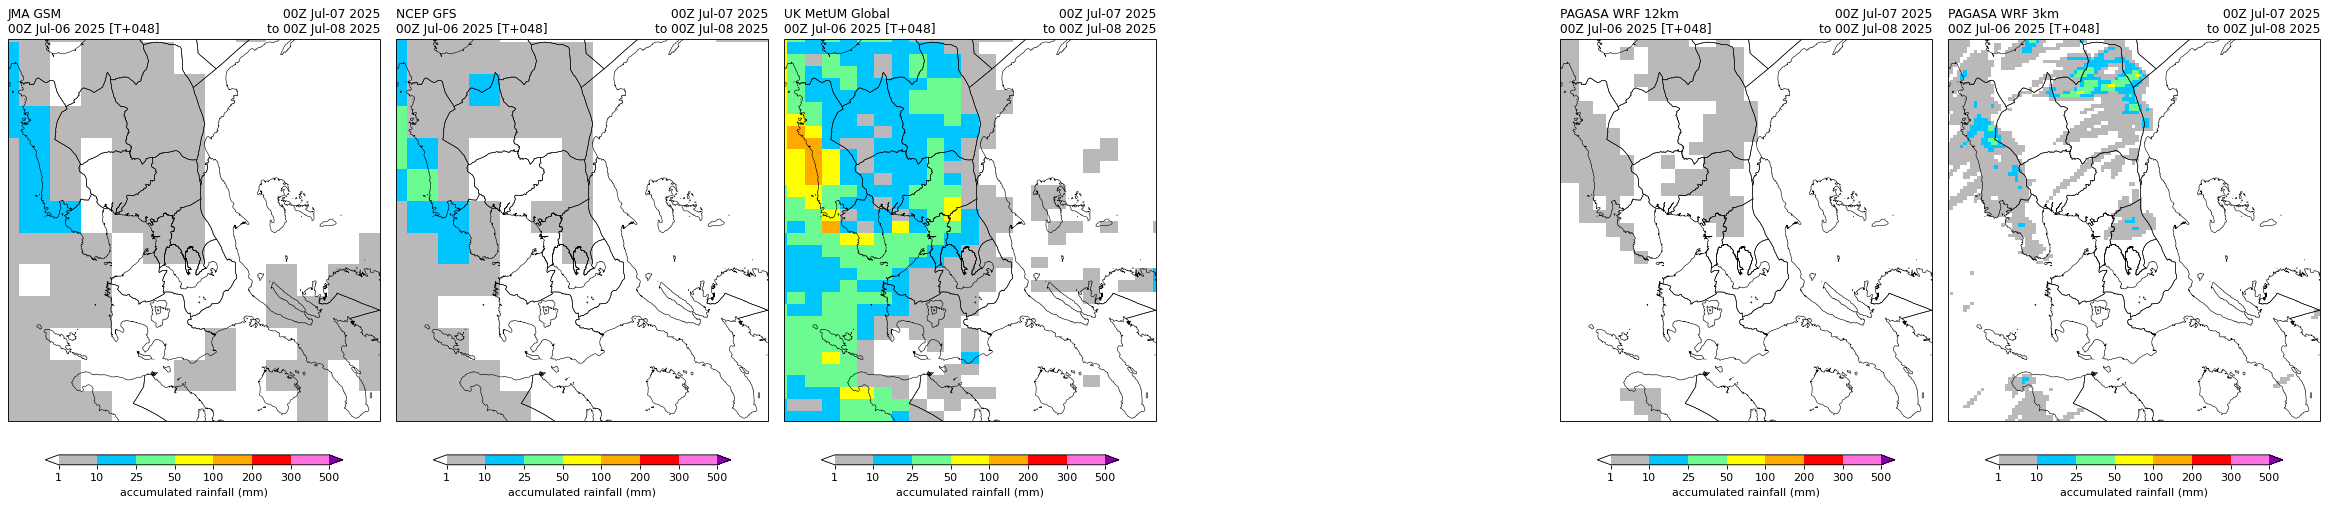 JMA GSM 00Z Jul-07 2025
00Z Jul-06 2025 [T+048] to 00Z Jul-08 2025
1 10 25 50 100 200 300 500
accumulated rainfall (mm)
NCEP GFS 00Z Jul-07 2025
00Z Jul-06 2025 [T+048] to 00Z Jul-08 2025
1 10 25 50 100 200 300 500
accumulated rainfall (mm)
UK MetUM Global 00Z Jul-07 2025
00Z Jul-06 2025 [T+048] to 00Z Jul-08 2025
1 10 25 50 100 200 300 500
accumulated rainfall (mm)
PAGASA WRF 12km 00Z Jul-07 2025
00Z Jul-06 2025 [T+048] to 00Z Jul-08 2025
1 10 25 50 100 200 300 500
accumulated rainfall (mm)
PAGASA WRF 3km 00Z Jul-07 2025
00Z Jul-06 2025 [T+048] to 00Z Jul-08 2025
1 10 25 50 100 200 300 500
accumulated rainfall (mm)